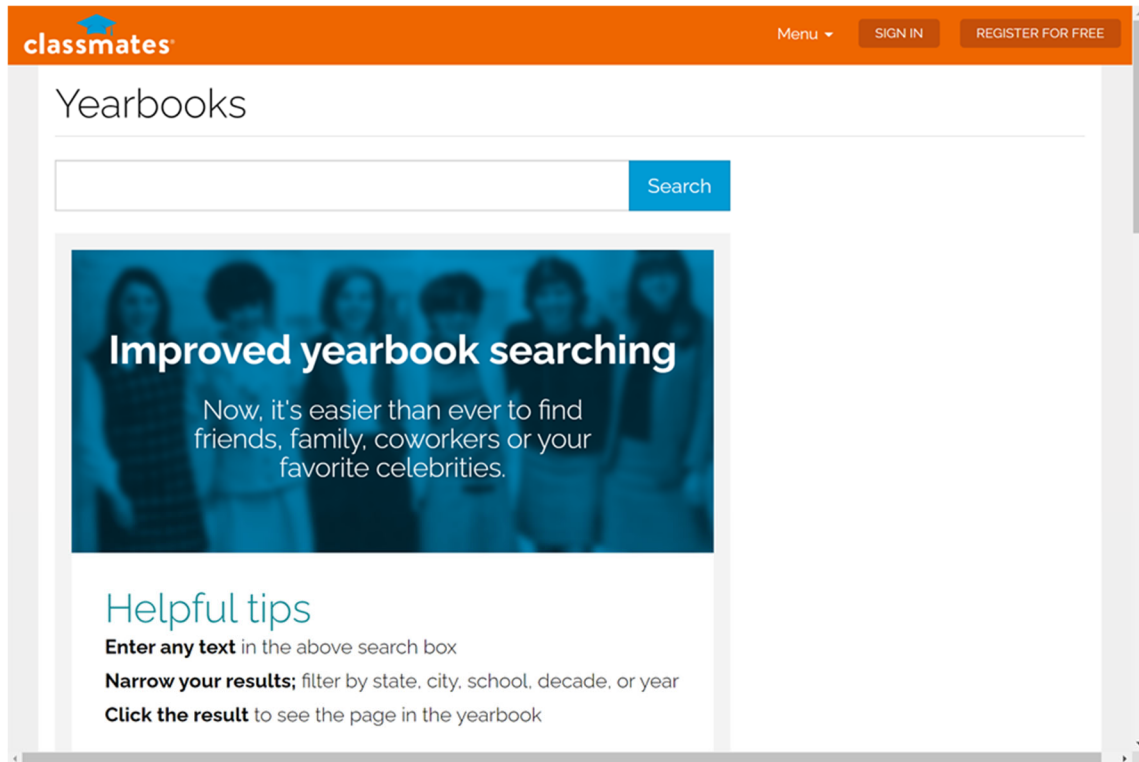 classmates®
Menu
SIGN IN
REGISTER FOR FREE
Yearbooks
Search
Improved yearbook searching
Now, it's easier than ever to find
friends, family, coworkers or your
favorite celebrities.
Helpful tips
Enter any text in the above search box
Narrow your results; filter by state, city, school, decade, or year
Click the result to see the page in the yearbook